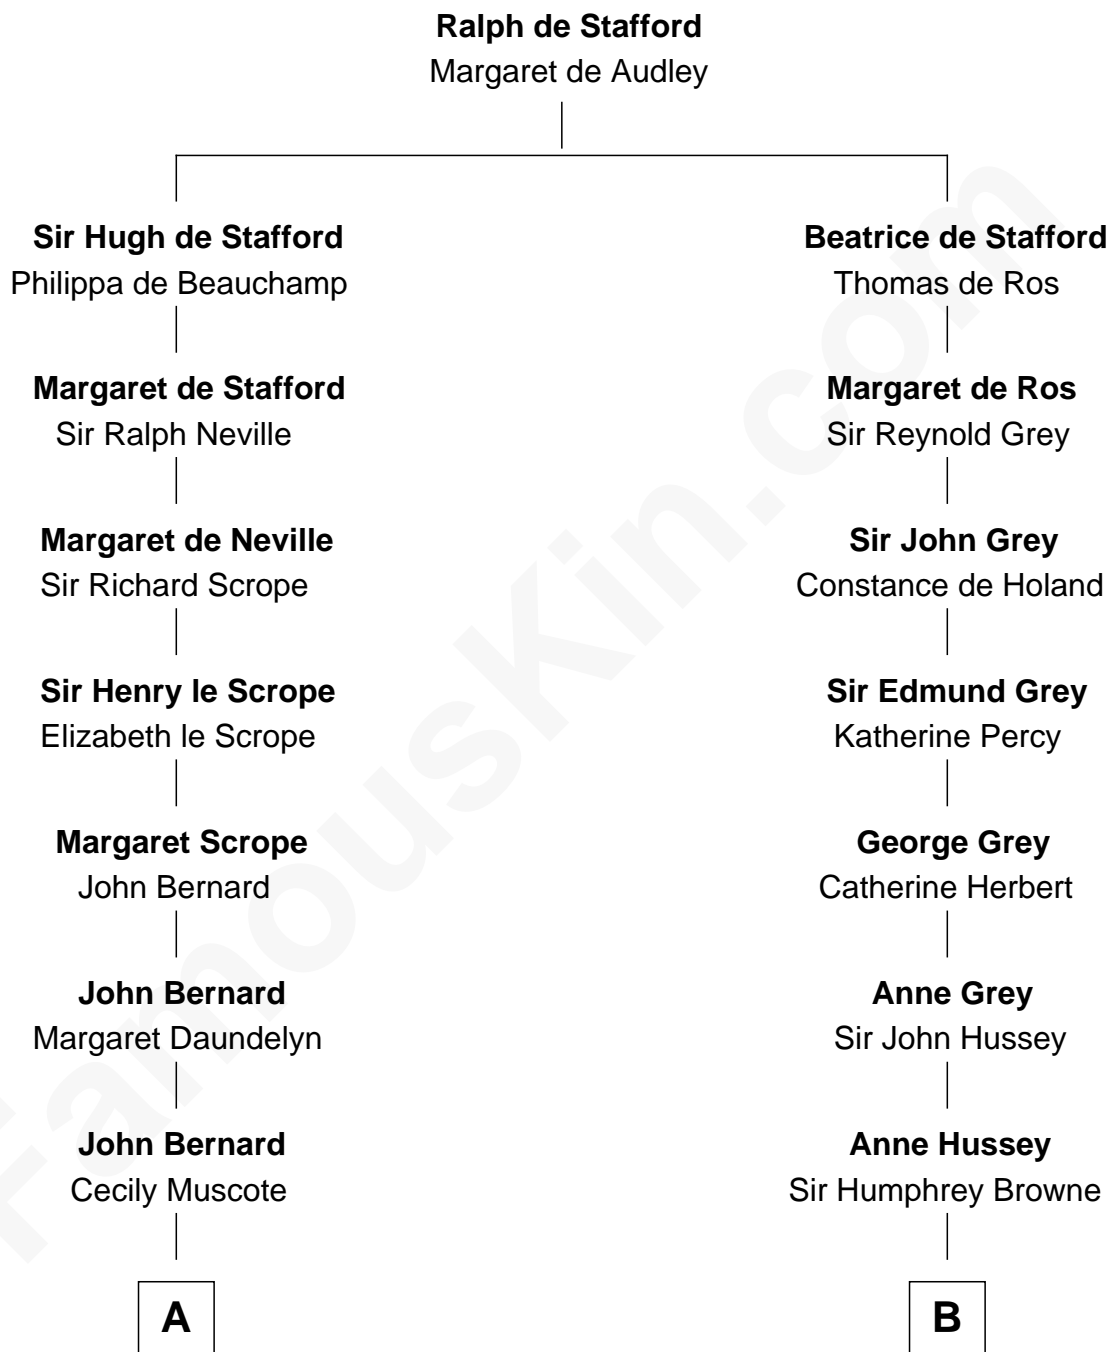 Ralph de Stafford
Margaret de Audley
Sir Hugh de Stafford
Philippa de Beauchamp
Beatrice de Stafford
Thomas de Ros
Margaret de Stafford
Sir Ralph Neville
Margaret de Ros
Sir Reynold Grey
Margaret de Neville
Sir Richard Scrope
Sir John Grey
Constance de Holand
Sir Henry le Scrope
Elizabeth le Scrope
Sir Edmund Grey
Katherine Percy
Margaret Scrope
John Bernard
George Grey
Catherine Herbert
John Bernard
Margaret Daundelyn
Anne Grey
Sir John Hussey
John Bernard
Cecily Muscote
Anne Hussey
Sir Humphrey Browne
A
B
FamousKin.com